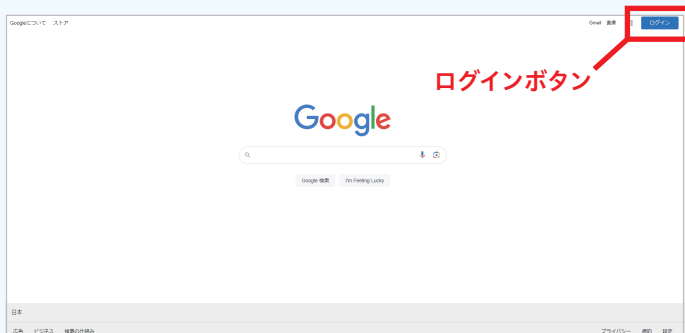 Googleについて ストア
Gmail 画像
ログイン
ログインボタン
Google
Google 検索 I'm Feeling Lucky
日本
広告 ビジネス 検索の仕組み
プライバシー 規約 設定